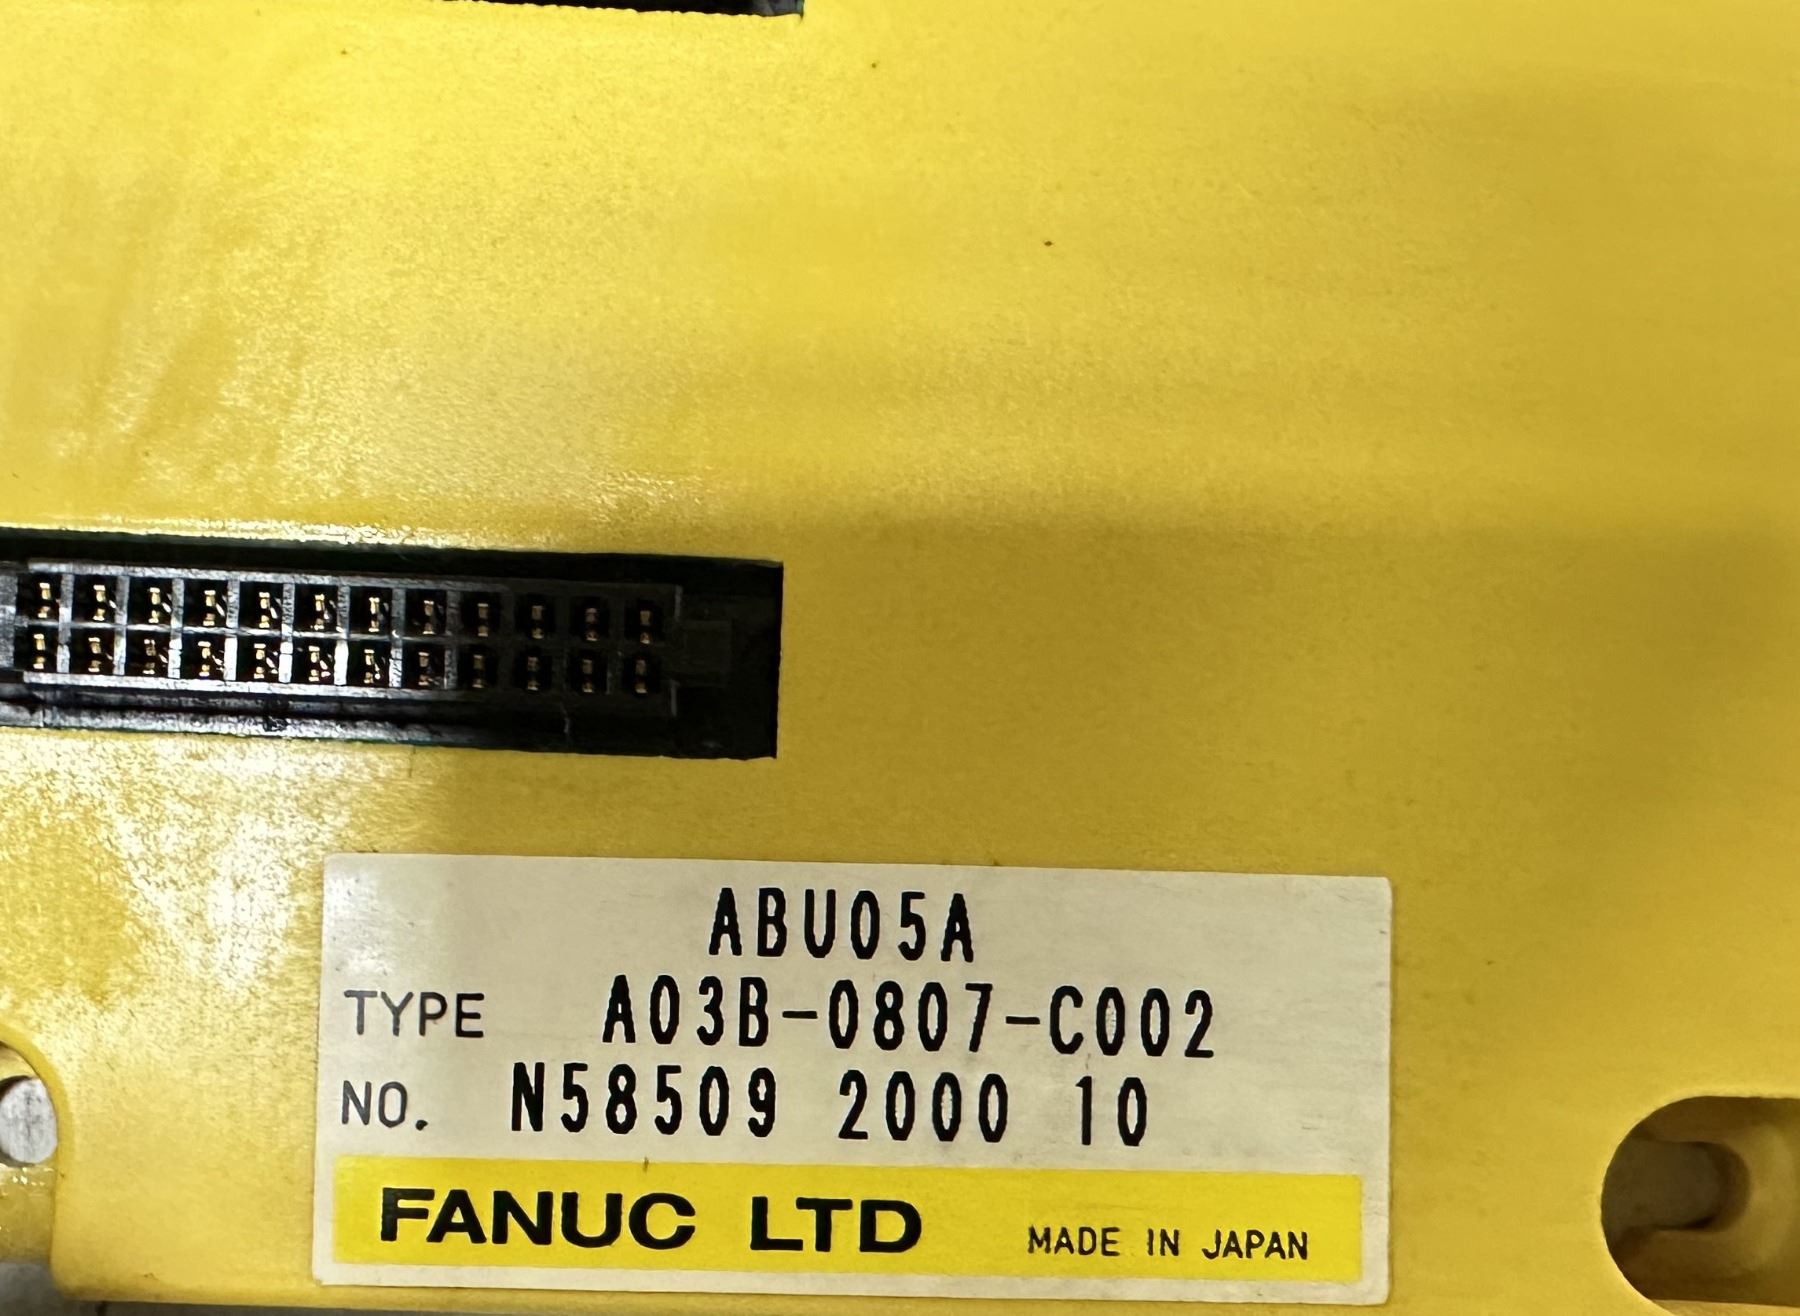 ABU05A
TYPE A03B-0807-C002
NO. N58509 2000 10
FANUC LTD MADE IN JAPAN